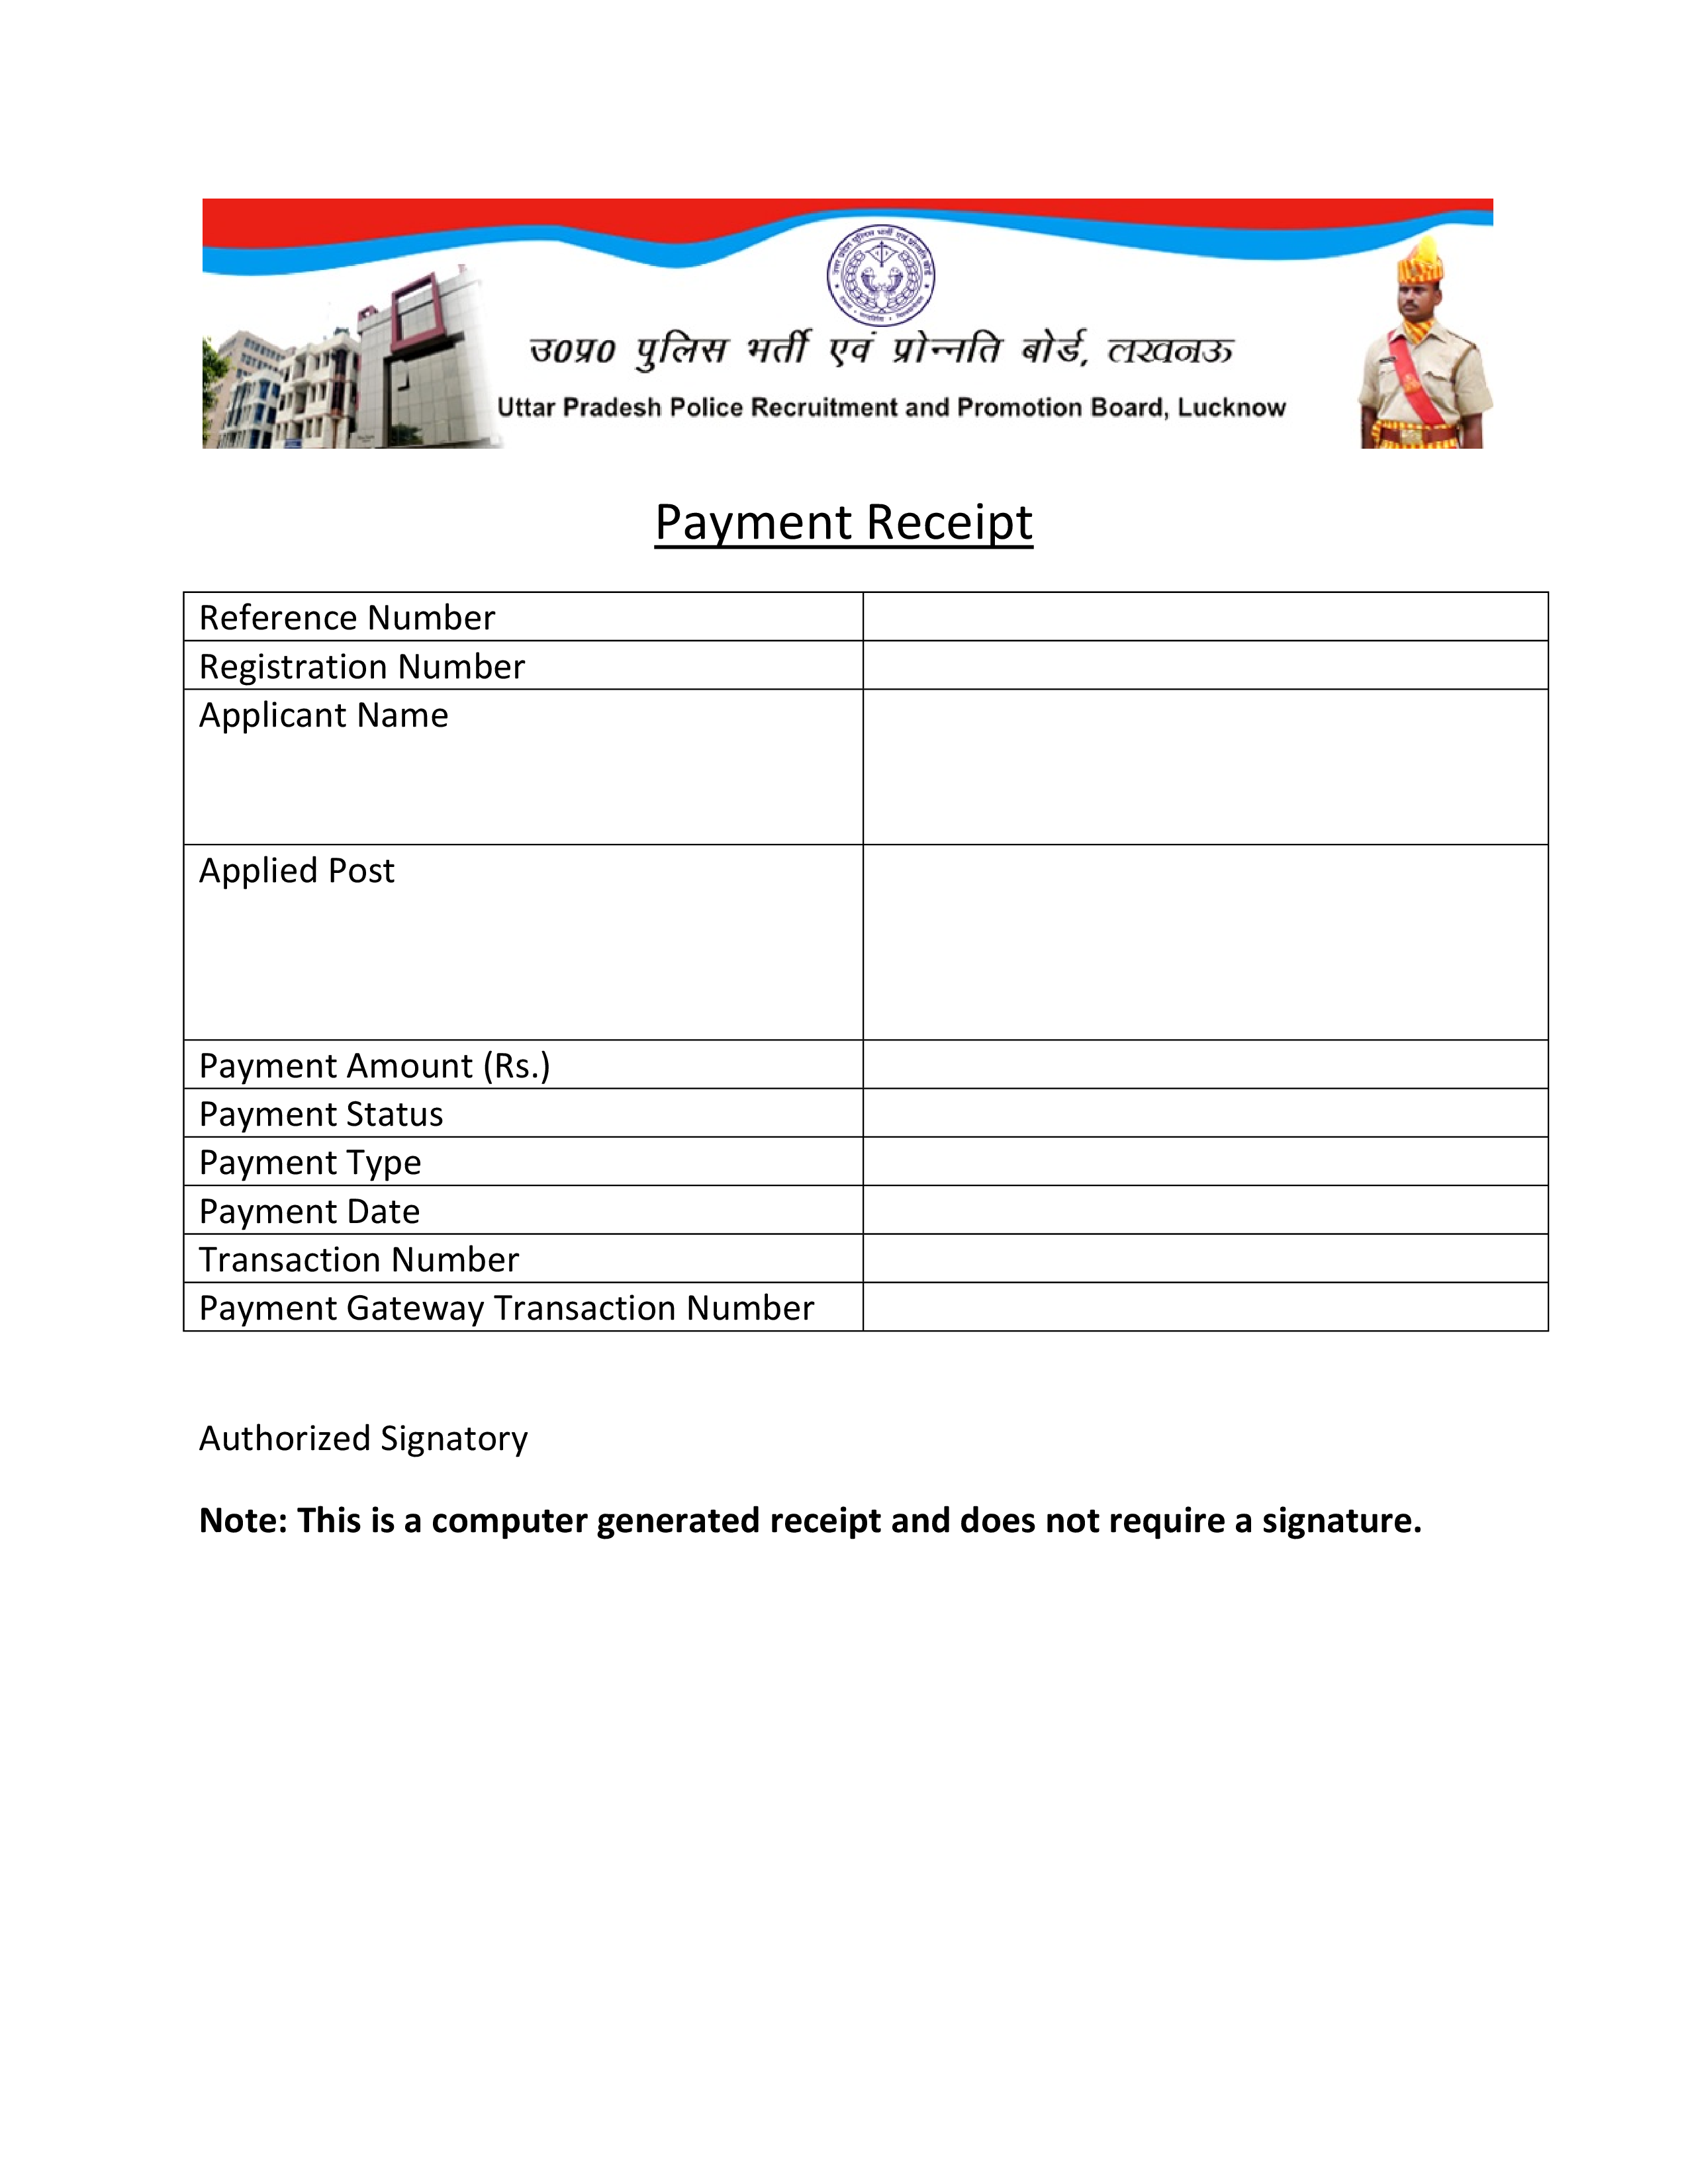 उ0प्र0 पुलिस भर्ती एवं प्रोन्नति बोर्ड, लखनऊ
Uttar Pradesh Police Recruitment and Promotion Board, Lucknow
Payment Receipt
Reference Number
Registration Number
Applicant Name
Applied Post
Payment Amount (Rs.)
Payment Status
Payment Type
Payment Date
Transaction Number
Payment Gateway Transaction Number
Authorized Signatory
Note: This is a computer generated receipt and does not require a signature.